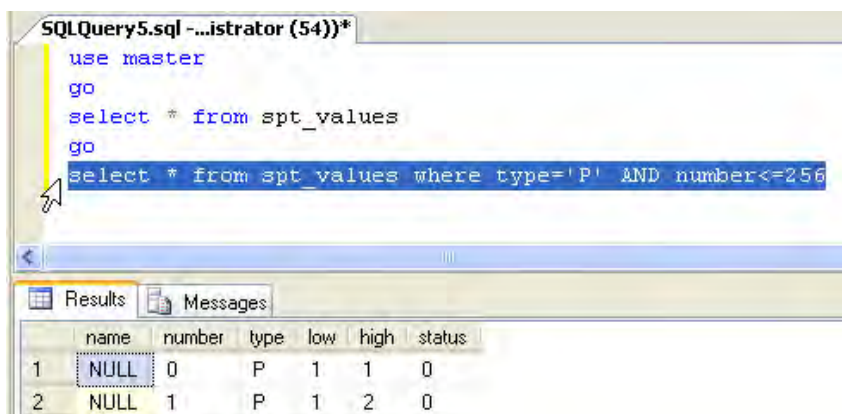 SQLQuery5.sql -...istrator (54))*
use master
go
select * from spt_values
go
select * from spt_values where type='P' AND number<=256
Results Messages
name number type low high status
1 NULL 0 P 1 1 0
2 NULL 1 P 1 2 0